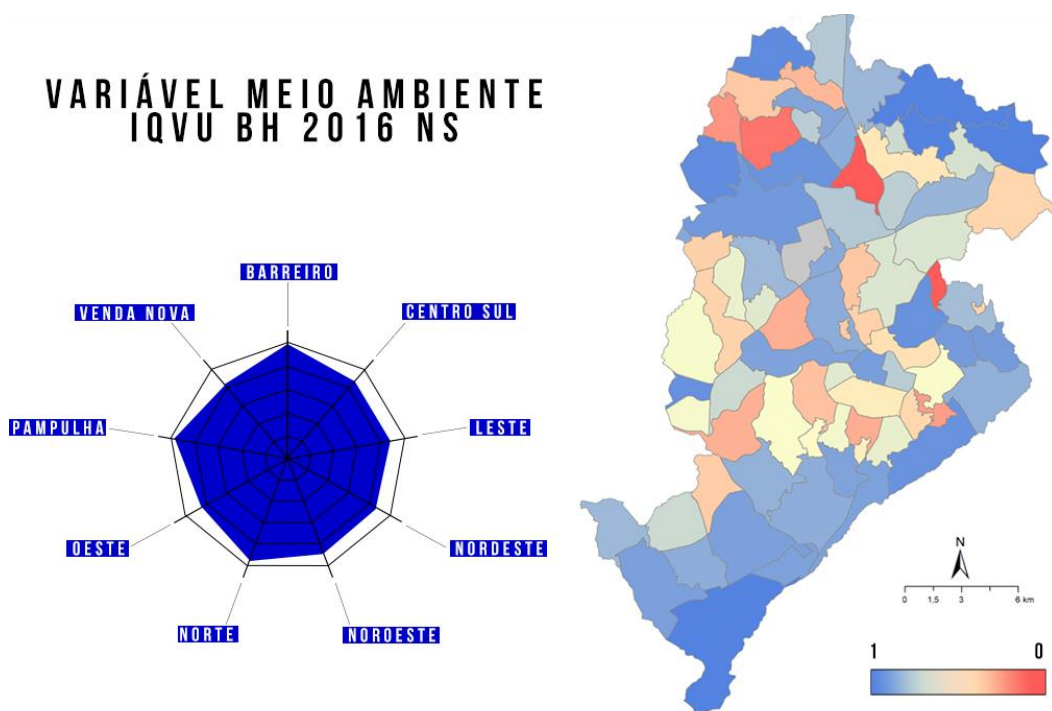 VARIÁVEL MEIO AMBIENTE
IQVU BH 2016 NS
BARREIRO
VENDA NOVA
CENTRO SUL
PAMPULHA
LESTE
OESTE
NORDESTE
NORTE
NOROESTE
N
0 1,5 3 6 km
1 0